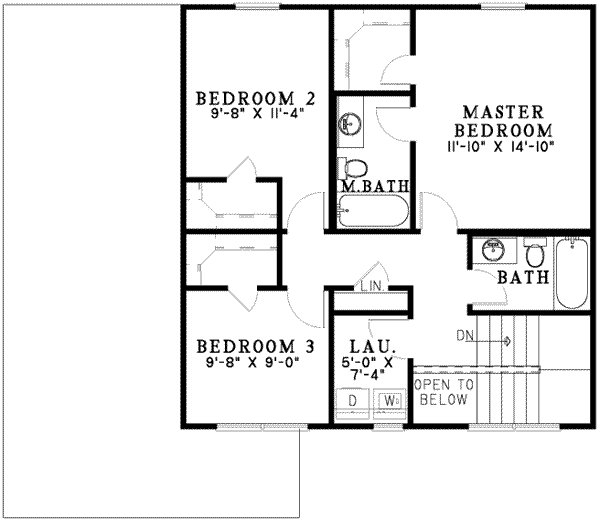 BEDROOM 2
9'-8" X 11'-4"
MASTER
BEDROOM
11'-10" X 14'-10"
M.BATH
BATH
LIN.
BEDROOM 3
9'-8" X 9'-0"
LAU.
5'-0" X
7'-4"
D
W
DN
OPEN TO
BELOW